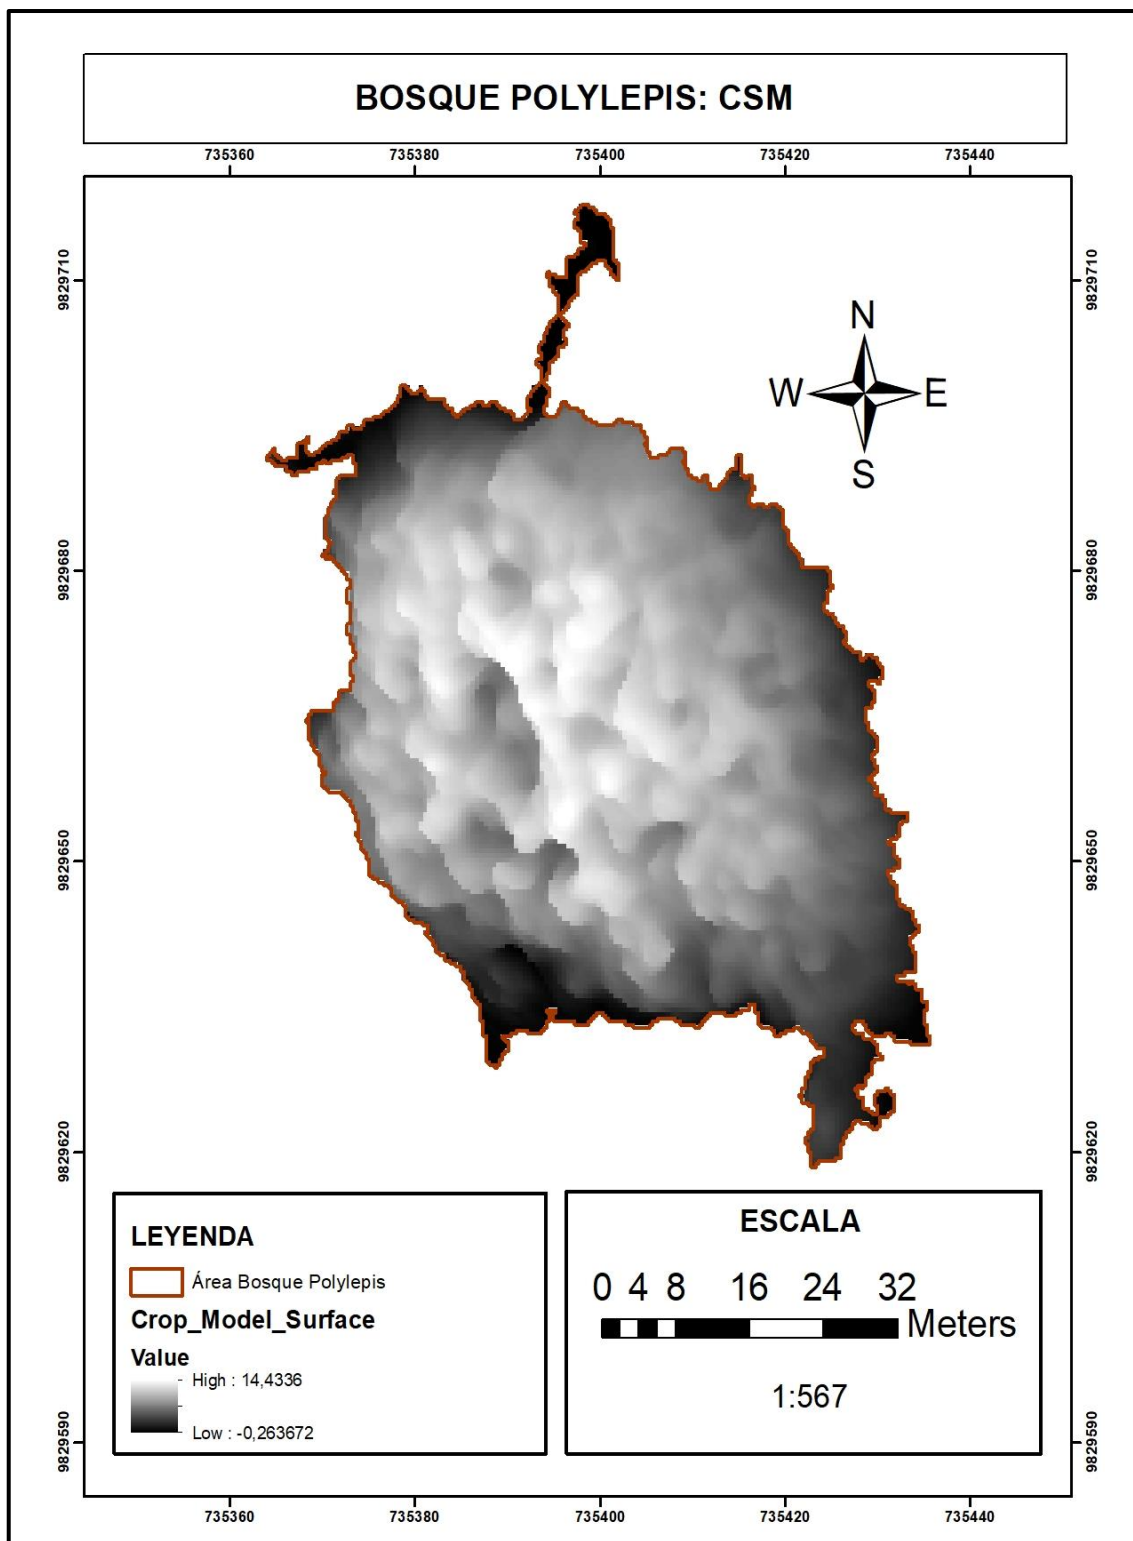 BOSQUE POLYLEPIS: CSM
735360 735380 735400 735420 735440
9829710 9829710
N
W E
S
9829680 9829680
9829650 9829650
9829620 9829620
LEYENDA
Área Bosque Polylepis
Crop_Model_Surface
Value
High : 14,4336
Low : -0,263672
ESCALA
0 4 8 16 24 32
Meters
1:567
9829590 9829590
735360 735380 735400 735420 735440